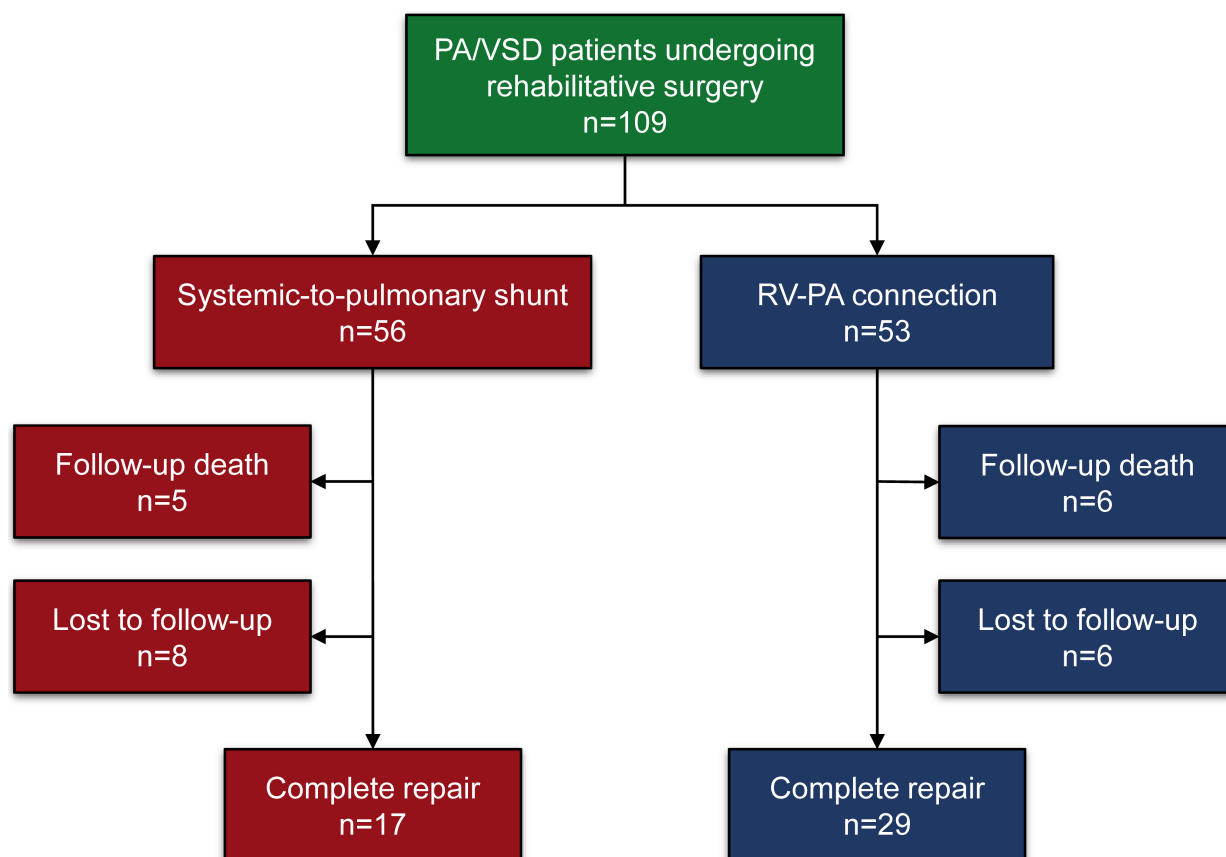 PA/VSD patients undergoing
rehabilitative surgery
n=109
Systemic-to-pulmonary shunt
n=56
RV-PA connection
n=53
Follow-up death
n=5
Follow-up death
n=6
Lost to follow-up
n=8
Lost to follow-up
n=6
Complete repair
n=17
Complete repair
n=29